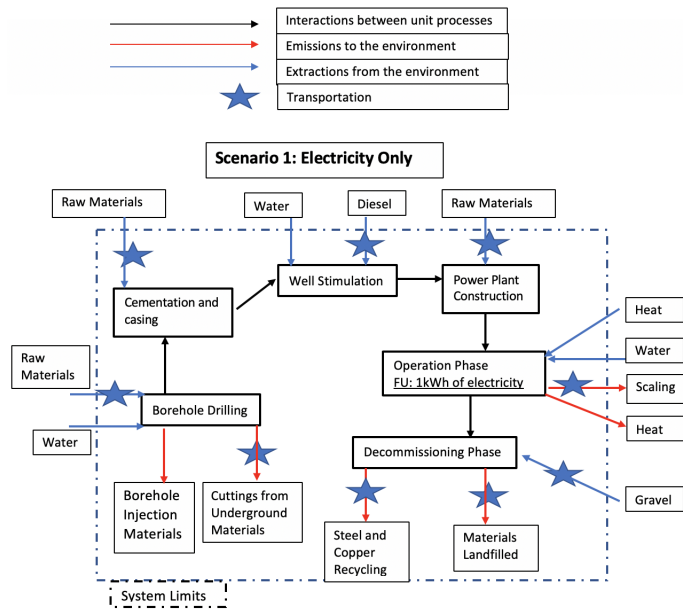 Interactions between unit processes
Emissions to the environment
Extractions from the environment
Transportation
Scenario 1: Electricity Only
Raw Materials
Water
Diesel
Raw Materials
Well Stimulation
Power Plant
Construction
Cementation and
casing
Heat
Water
Raw
Materials
Operation Phase
FU: 1kWh of electricity
Scaling
Borehole Drilling
Heat
Water
Decommissioning Phase
Borehole
Injection
Materials
Cuttings from
Underground
Materials
Gravel
Steel and
Copper
Recycling
Materials
Landfilled
System Limits